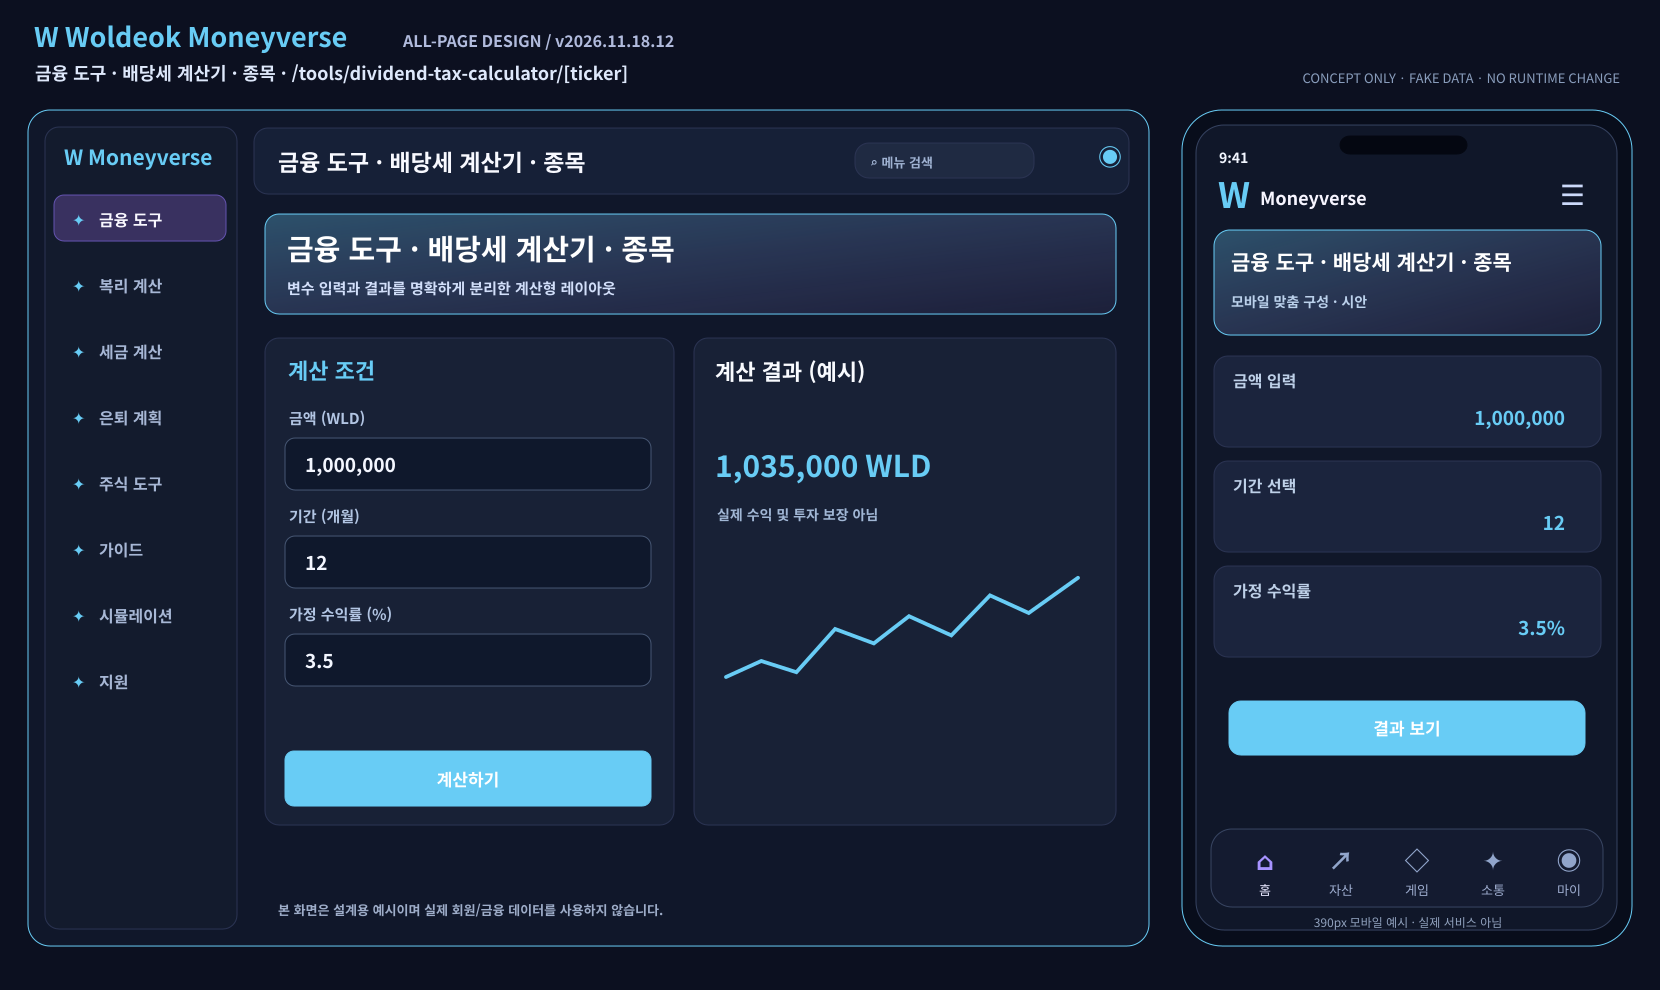 W Woldeok Moneyverse
ALL-PAGE DESIGN / v2026.11.18.12
금융 도구 · 배당세 계산기 · 종목 · /tools/dividend-tax-calculator/[ticker]
CONCEPT ONLY · FAKE DATA · NO RUNTIME CHANGE
W Moneyverse
금융 도구
복리 계산
세금 계산
은퇴 계획
주식 도구
가이드
시뮬레이션
지원
금융 도구 · 배당세 계산기 · 종목
메뉴 검색
금융 도구 · 배당세 계산기 · 종목
변수 입력과 결과를 명확하게 분리한 계산형 레이아웃
계산 조건
금액 (WLD)
1,000,000
기간 (개월)
12
가정 수익률 (%)
3.5
계산하기
계산 결과 (예시)
1,035,000 WLD
실제 수익 및 투자 보장 아님
본 화면은 설계용 예시이며 실제 회원/금융 데이터를 사용하지 않습니다.
9:41
W Moneyverse
금융 도구 · 배당세 계산기 · 종목
모바일 맞춤 구성 · 시안
금액 입력
1,000,000
기간 선택
12
가정 수익률
3.5%
결과 보기
홈
자산
게임
소통
마이
390px 모바일 예시 · 실제 서비스 아님